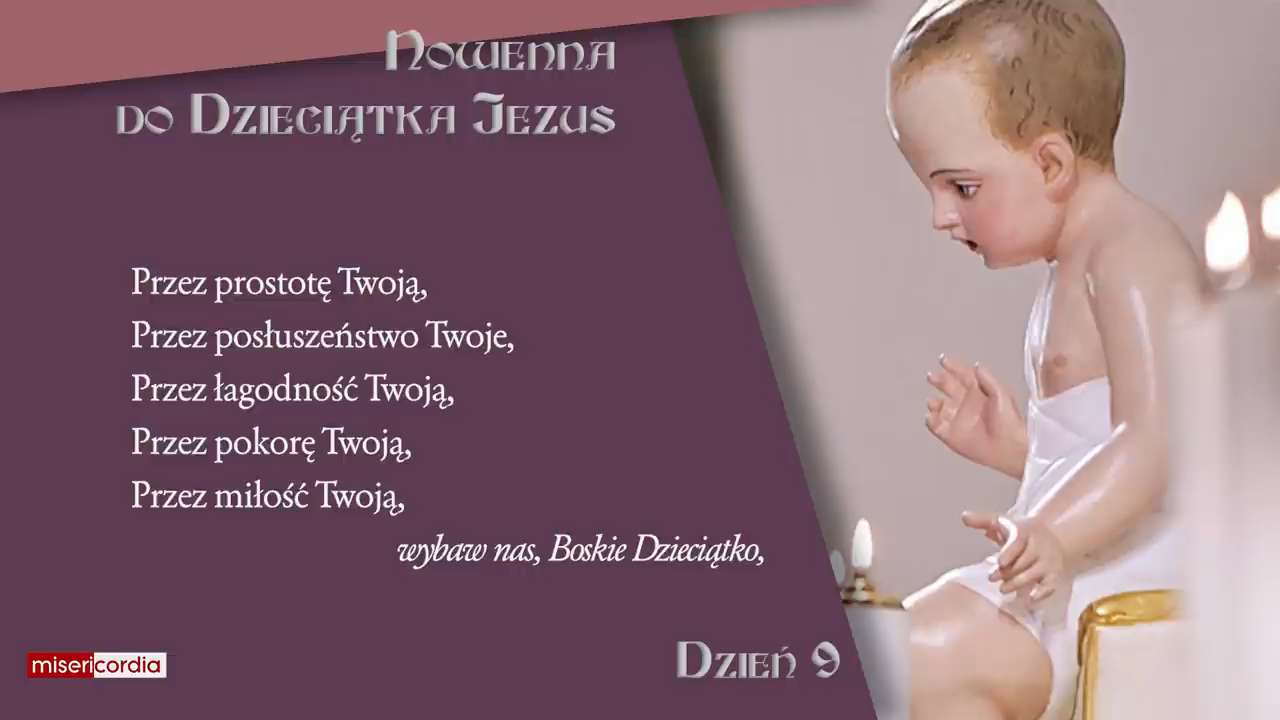 Nowenna
do Dzieciątka Jezus
Przez prostotę Twoją,
Przez posłuszeństwo Twoje,
Przez łagodność Twoją,
Przez pokorę Twoją,
Przez miłość Twoją,
wybaw nas, Boskie Dzieciątko,
Dzień 9
misericordia